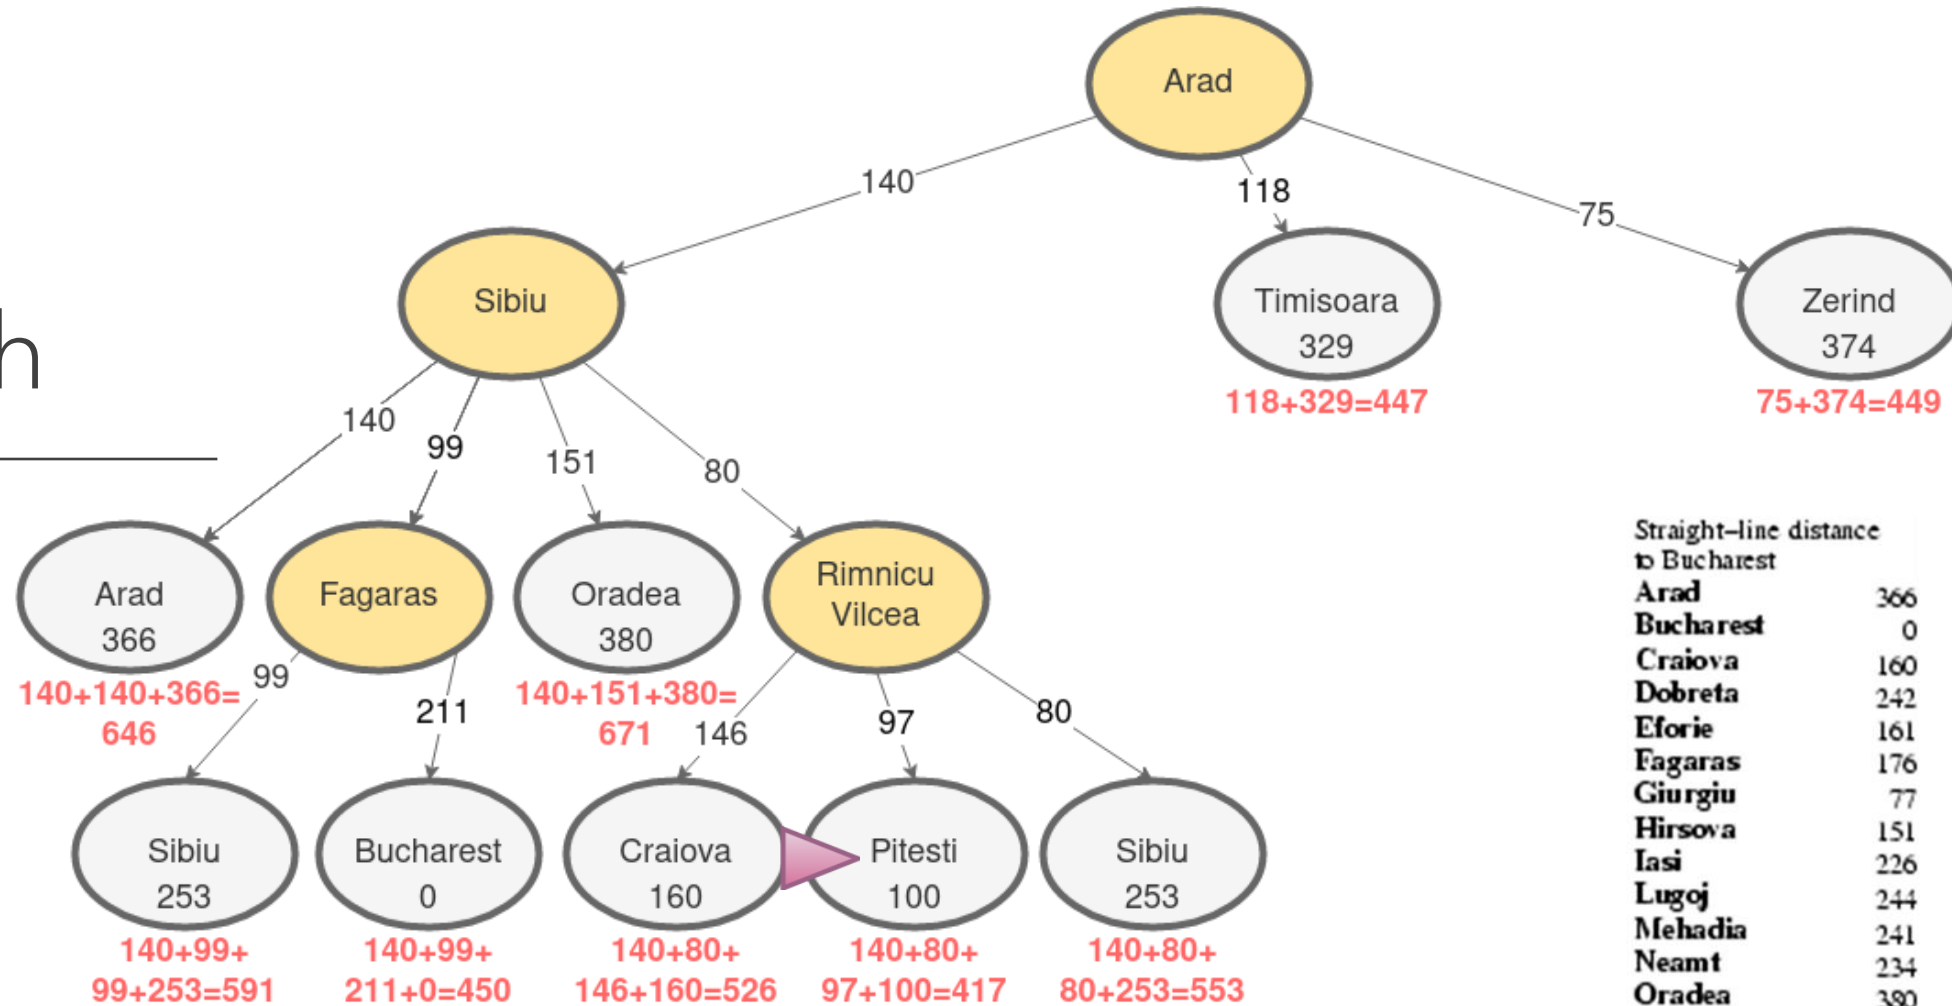 Arad
140
118
75
Sibiu
Timisoara
329
118+329=447
Zerind
374
75+374=449
h
140
99
151
80
Arad
366
140+140+366=
646
Fagaras
Oradea
380
140+151+380=
671
Rimnicu
Vilcea
99
211
146
97
80
Sibiu
253
140+99+
99+253=591
Bucharest
0
140+99+
211+0=450
Craiova
160
140+80+
146+160=526
Pitesti
100
140+80+
97+100=417
Sibiu
253
140+80+
80+253=553
Straight-line distance
to Bucharest
Arad 366
Bucharest 0
Craiova 160
Dobreta 242
Eforie 161
Fagaras 176
Giurgiu 77
Hirsova 151
Iasi 226
Lugoj 244
Mehadia 241
Neamt 234
Oradea 380